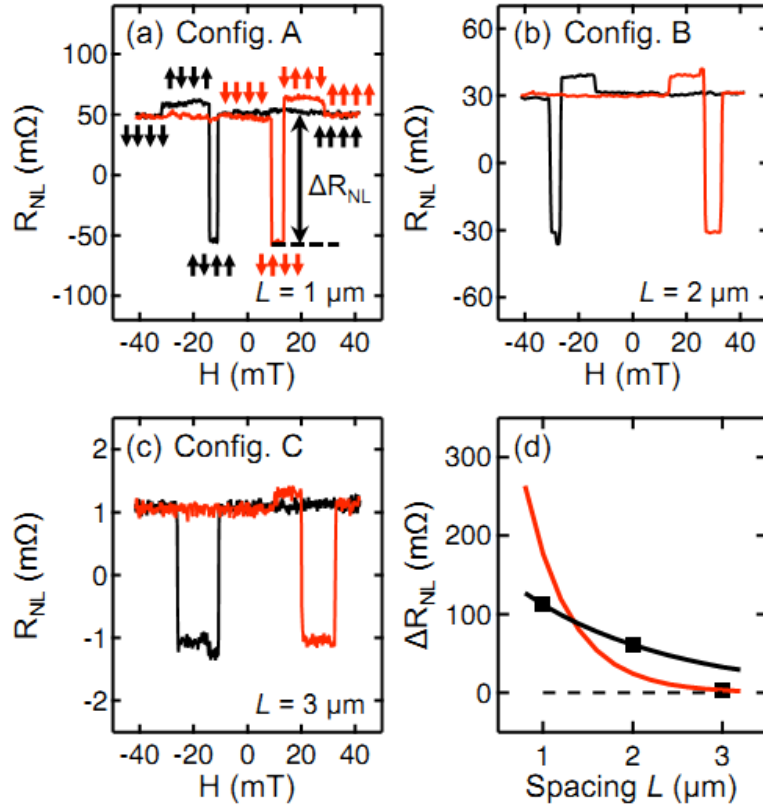 (a) Config. A
R_NL (mΩ)
100
50
0
-50
-100
ΔR_NL
L = 1 µm
-40 -20 0 20 40
H (mT)
(b) Config. B
R_NL (mΩ)
60
30
0
-30
-60
L = 2 µm
-40 -20 0 20 40
H (mT)
(c) Config. C
R_NL (mΩ)
2
1
0
-1
-2
L = 3 µm
-40 -20 0 20 40
H (mT)
(d)
ΔR_NL (mΩ)
300
200
100
0
1 2 3
Spacing L (µm)